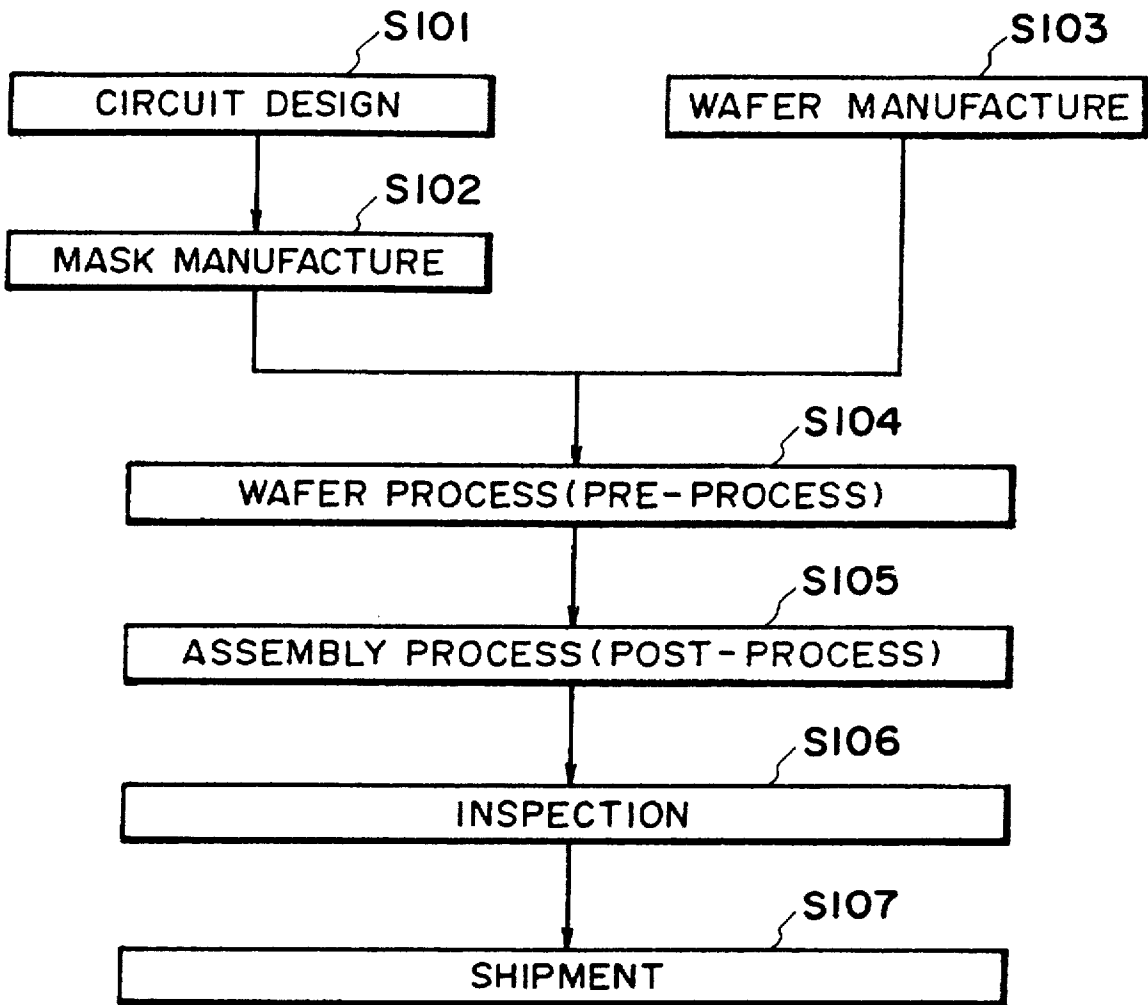 S101
CIRCUIT DESIGN
S103
WAFER MANUFACTURE
S102
MASK MANUFACTURE
S104
WAFER PROCESS (PRE-PROCESS)
S105
ASSEMBLY PROCESS (POST-PROCESS)
S106
INSPECTION
S107
SHIPMENT